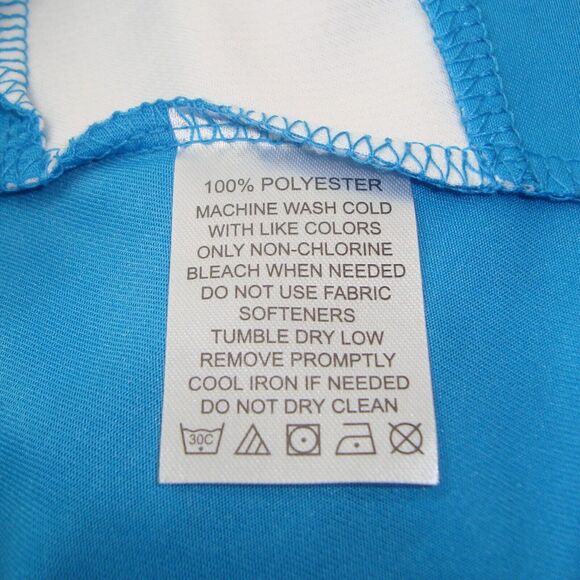 100% POLYESTER
MACHINE WASH COLD
WITH LIKE COLORS
ONLY NON-CHLORINE
BLEACH WHEN NEEDED
DO NOT USE FABRIC
SOFTENERS
TUMBLE DRY LOW
REMOVE PROMPTLY
COOL IRON IF NEEDED
DO NOT DRY CLEAN
30C